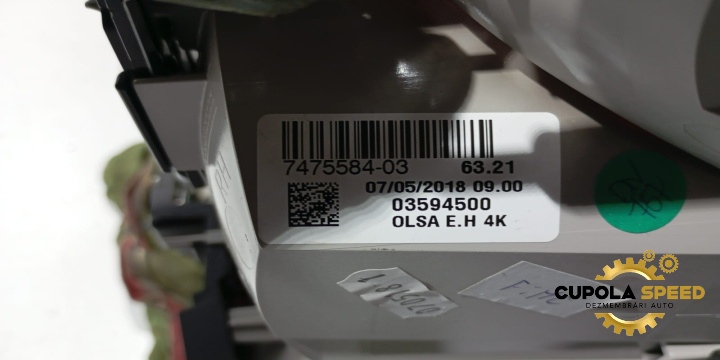 7475584-03 63.21
07/05/2018 09.00
03594500
OLSA E.H 4K
CUPOLA SPEED
DEZMEMBRĂRI AUTO